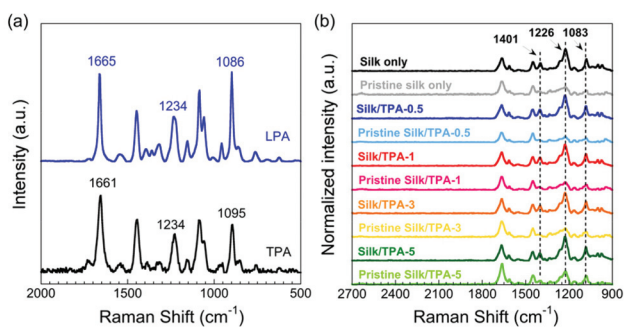 (a)
1665
1086
1234
LPA
1661
1234
1095
TPA
Intensity (a.u.)
2000
1500
1000
500
Raman Shift (cm-1)
(b)
1401
1226
1083
Silk only
Pristine silk only
Silk/TPA-0.5
Pristine Silk/TPA-0.5
Silk/TPA-1
Pristine Silk/TPA-1
Silk/TPA-3
Pristine Silk/TPA-3
Silk/TPA-5
Pristine Silk/TPA-5
Normalized intensity (a.u.)
2700
2400
2100
1800
1500
1200
900
Raman Shift (cm-1)